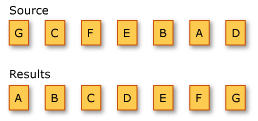 Source
G C F E B A D
Results
A B C D E F G